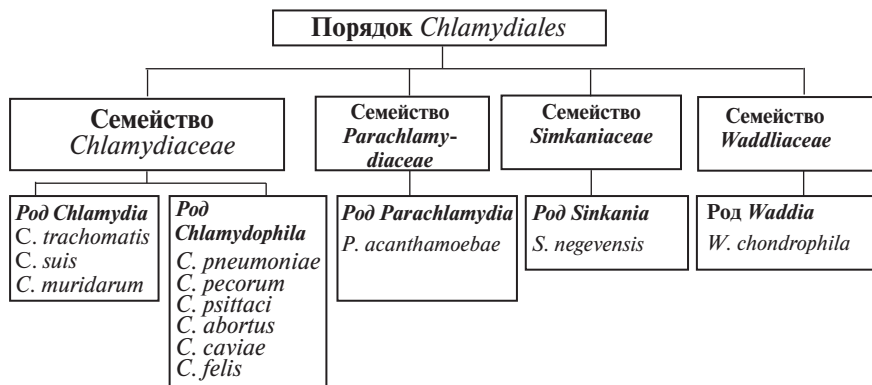 Порядок Chlamydiales
Семейство
Chlamydiaceae
Семейство
Parachlamy-
diaceae
Семейство
Simkaniaceae
Семейство
Waddliaceae
Род Chlamydia
C. trachomatis
C. suis
C. muridarum
Род
Chlamydophila
C. pneumoniae
C. pecorum
C. psittaci
C. abortus
C. caviae
C. felis
Род Parachlamydia
P. acanthamoebae
Род Sinkania
S. negevensis
Род Waddia
W. chondrophila